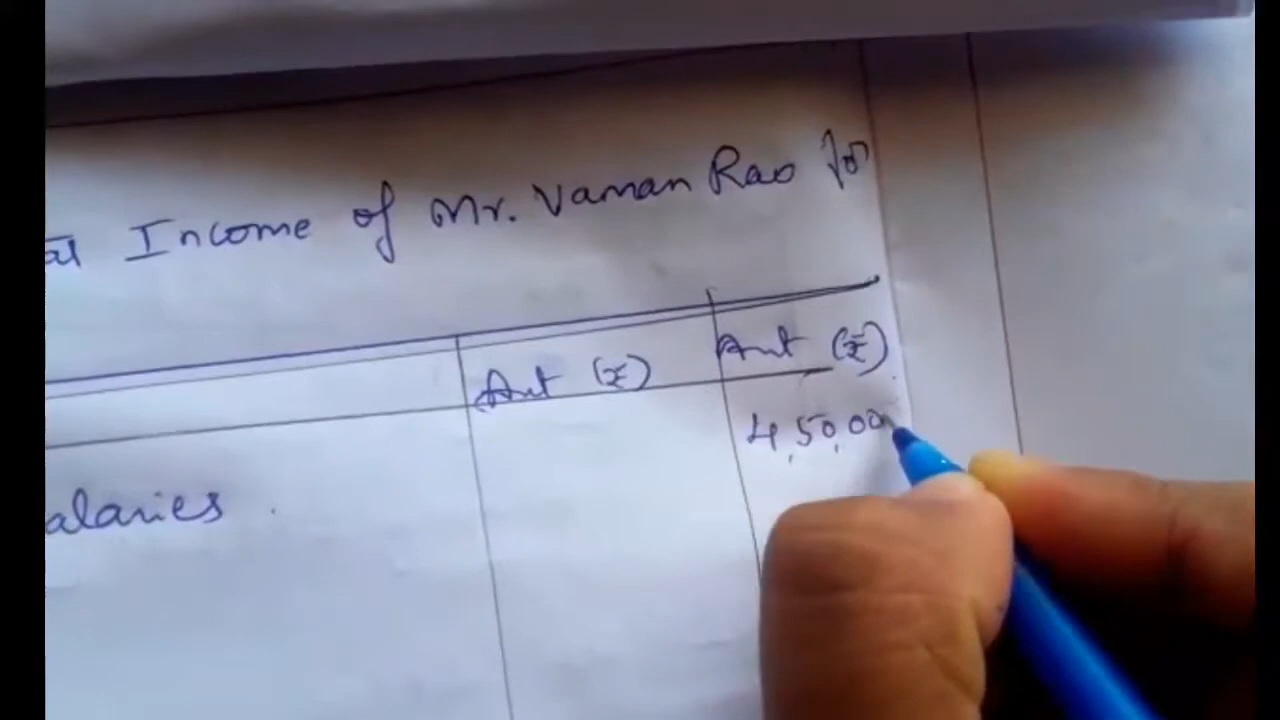 al Income of Mr. Vaman Rao for
Amt (₹) Amt (₹)
4,50,000
alaries